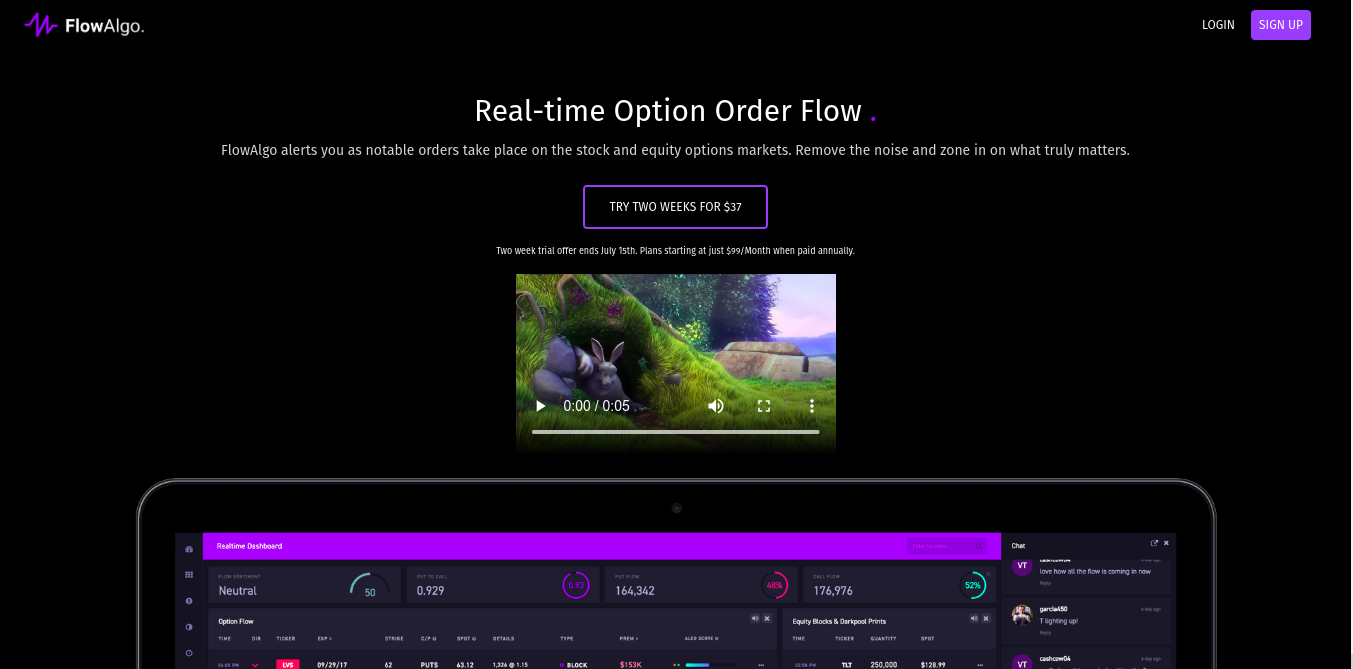 FlowAlgo.
LOGIN
SIGN UP
Real-time Option Order Flow .
FlowAlgo alerts you as notable orders take place on the stock and equity options markets. Remove the noise and zone in on what truly matters.
TRY TWO WEEKS FOR $37
Two week trial offer ends July 15th. Plans starting at just $99/Month when paid annually.
0:00 / 0:05
Realtime Dashboard
Chat
FLOW SENTIMENT
Neutral
50
PUT TO CALL
0.929
0.93
PUT FLOW
164,342
48%
CALL FLOW
176,976
52%
cashcow04
VT
love how all the flow is coming in now
Reply
garcia450
a day ago
T lighting up!
Reply
Option Flow
Equity Blocks & Darkpool Prints
TIME DIR TICKER EXP STRIKE C/P SPOT DETAILS TYPE PREM ALGO SCORE
TIME TICKER QUANTITY SPOT
LVS 09/29/17 62 PUTS 63.12 1,326 @ 1.15 BLOCK $153K
03:58 PM TLT 250,000 $128.99
VT
cashcow04
a day ago